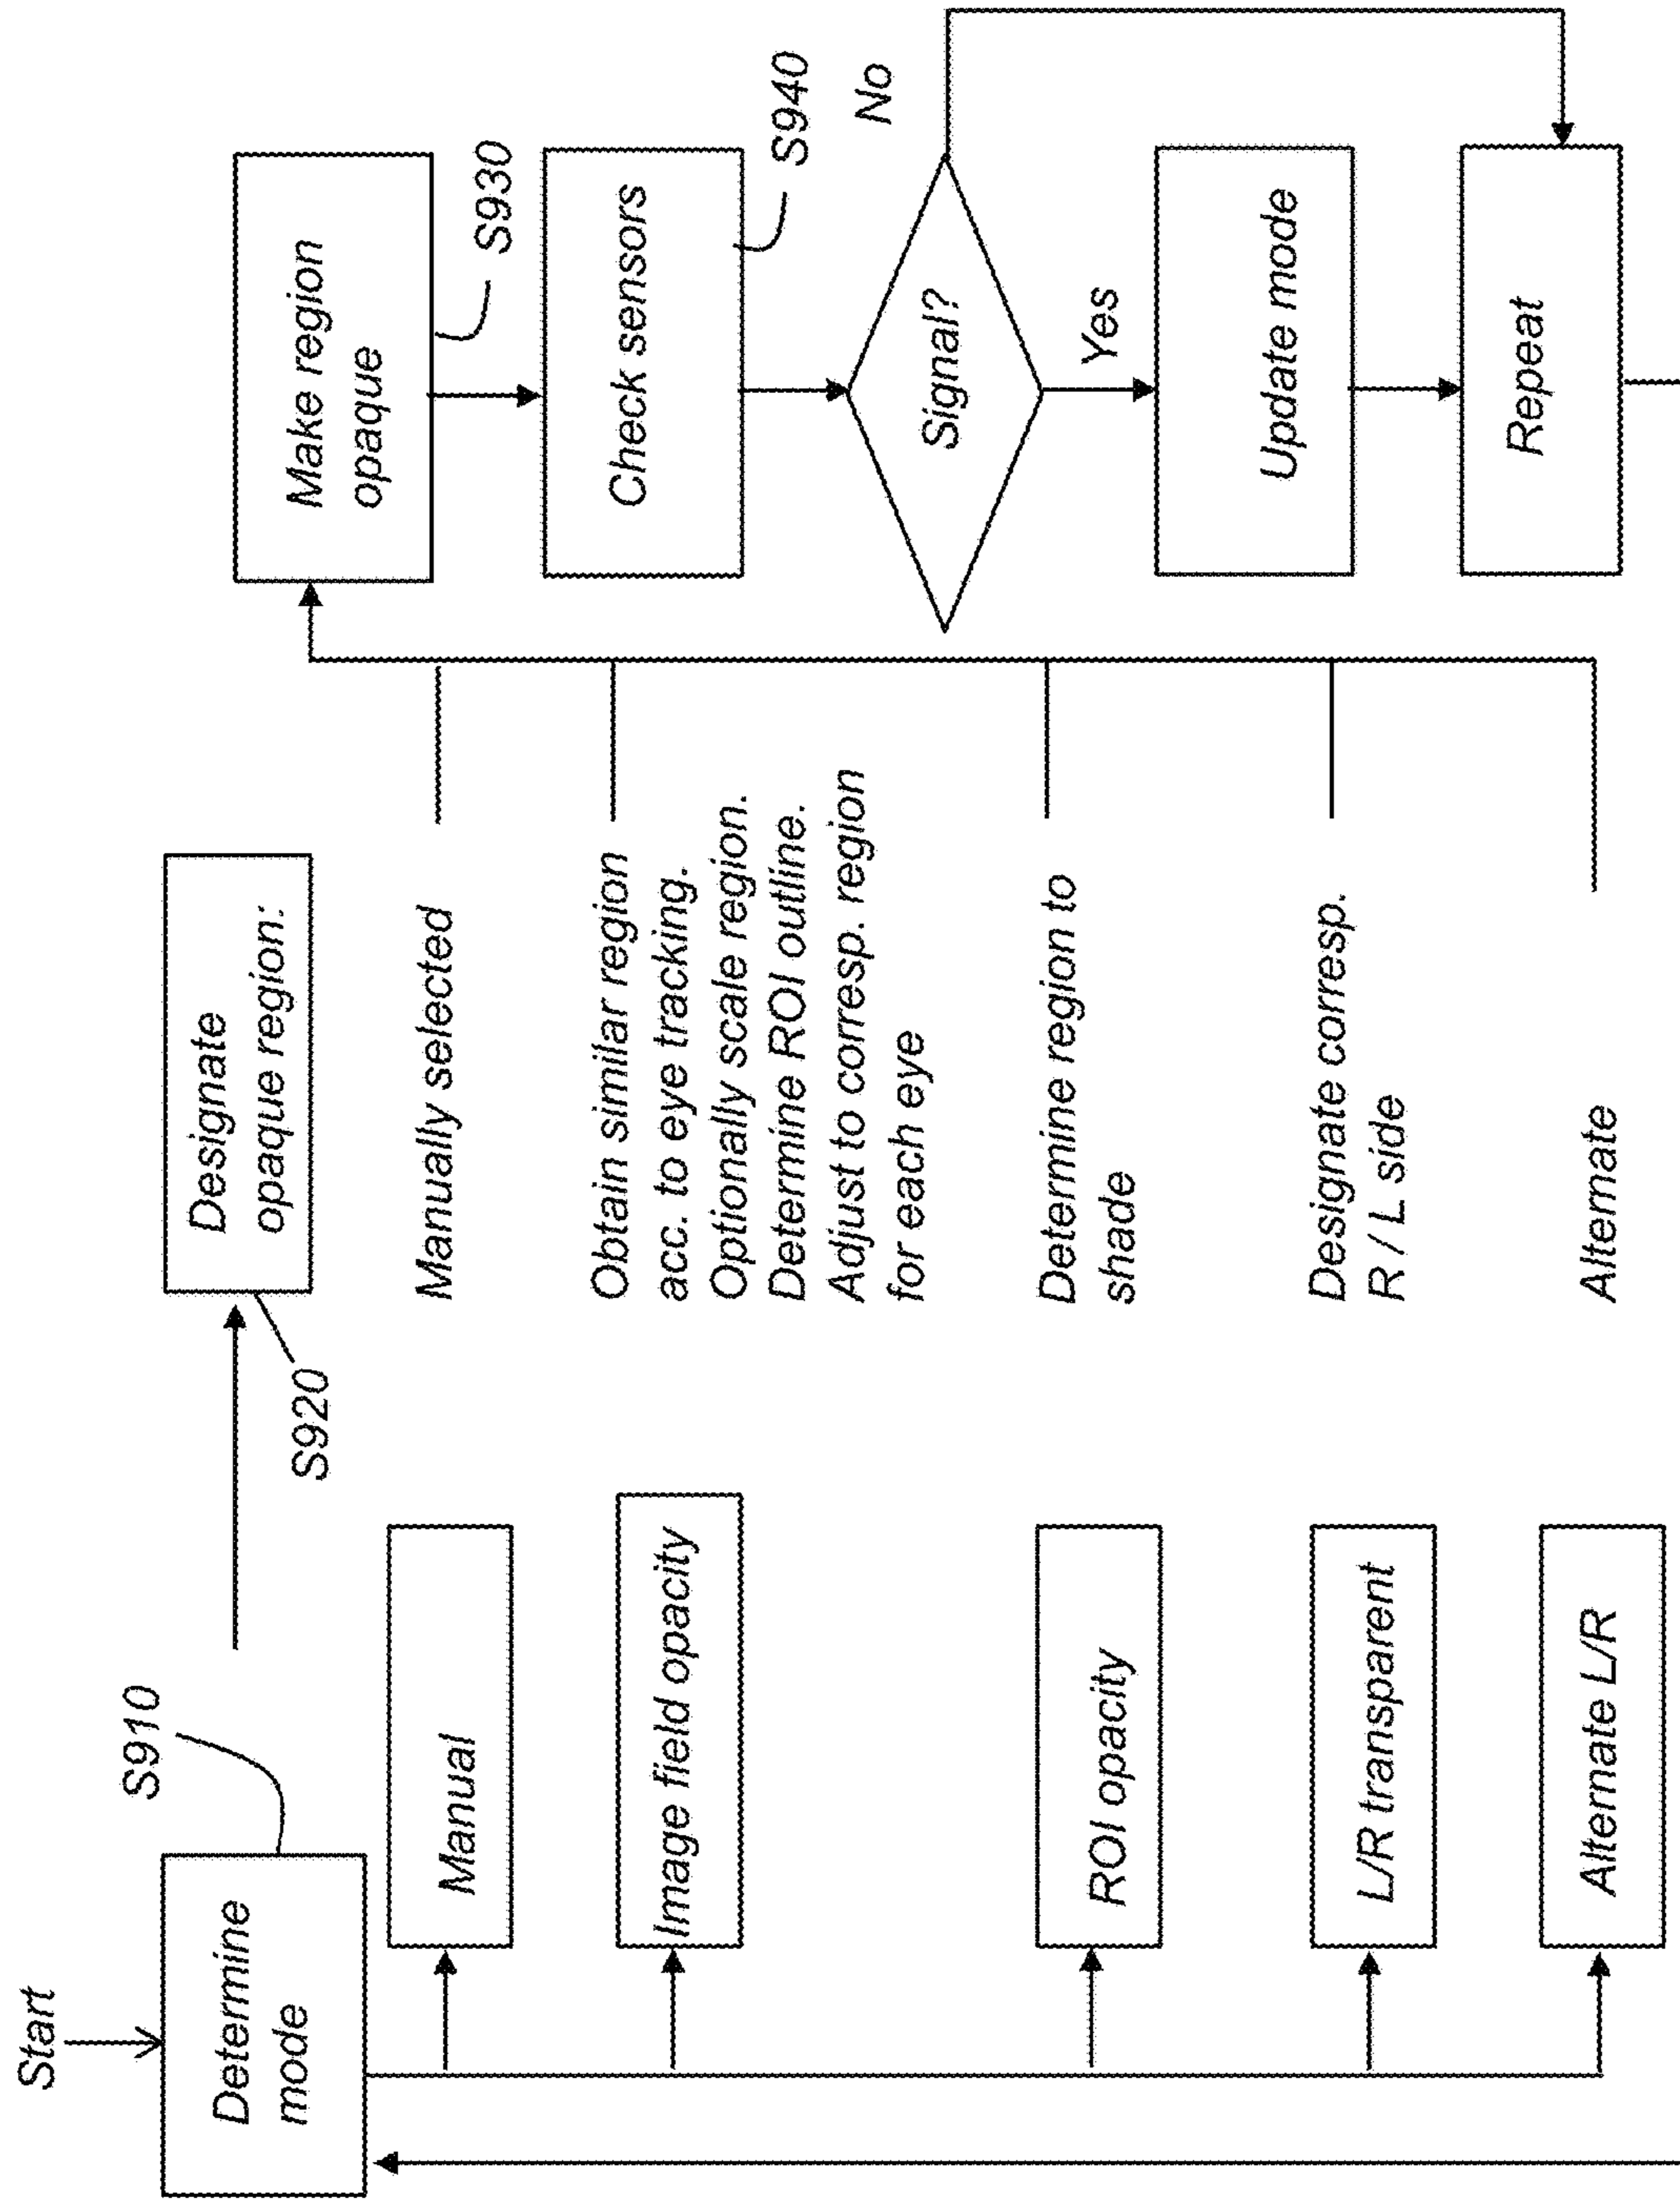 Start
Determine
mode
S910
Manual
Image field opacity
ROI opacity
L/R transparent
Alternate L/R
Designate
opaque region:
S920
Manually selected
Obtain similar region
acc. to eye tracking.
Optionally scale region.
Determine ROI outline.
Adjust to corresp. region
for each eye
Determine region to
shade
Designate corresp.
R / L side
Alternate
Make region
opaque
S930
Check sensors
S940
Signal?
No
Yes
Update mode
Repeat